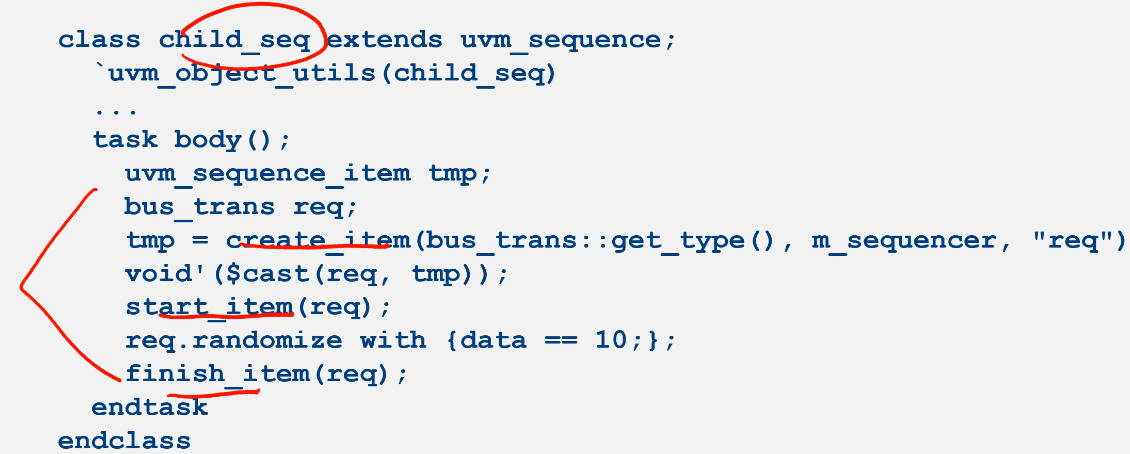 class child_seq extends uvm_sequence;
`uvm_object_utils(child_seq)
...
task body();
uvm_sequence_item tmp;
bus_trans req;
tmp = create_item(bus_trans::get_type(), m_sequencer, "req")
void'($cast(req, tmp));
start_item(req);
req.randomize with {data == 10;};
finish_item(req);
endtask
endclass